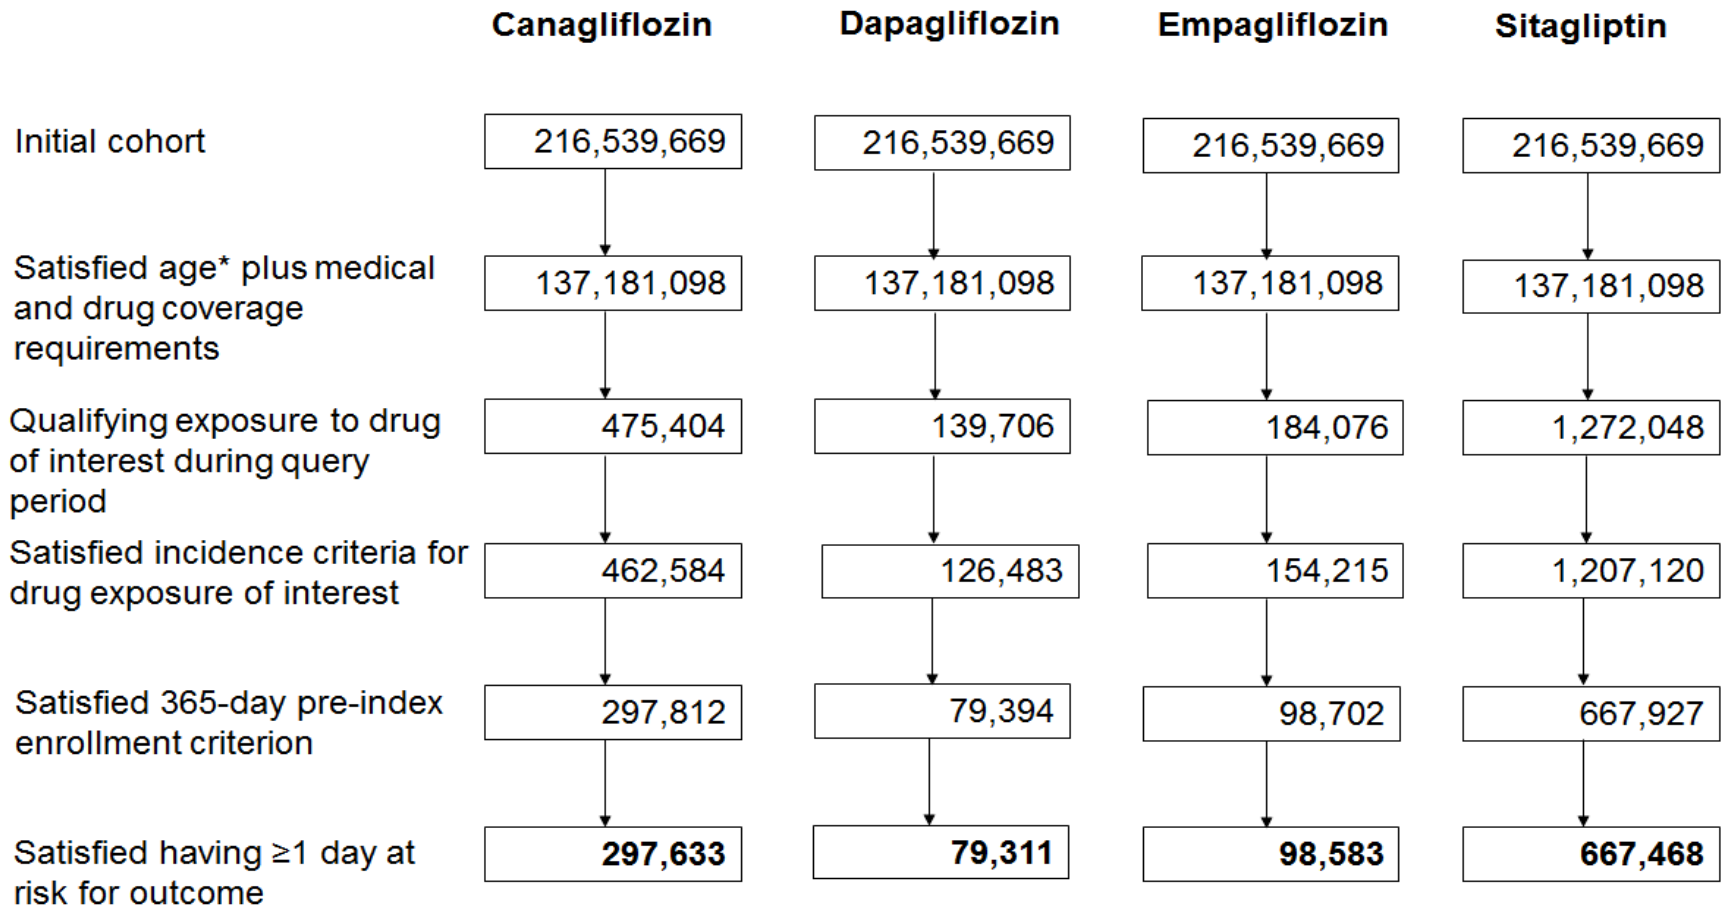 Canagliflozin Dapagliflozin Empagliflozin Sitagliptin
Initial cohort 216,539,669 216,539,669 216,539,669 216,539,669
Satisfied age* plus medical
and drug coverage 137,181,098 137,181,098 137,181,098 137,181,098
requirements
Qualifying exposure to drug 475,404 139,706 184,076 1,272,048
of interest during query
period
Satisfied incidence criteria for 462,584 126,483 154,215 1,207,120
drug exposure of interest
Satisfied 365-day pre-index 297,812 79,394 98,702 667,927
enrollment criterion
Satisfied having ≥1 day at 297,633 79,311 98,583 667,468
risk for outcome